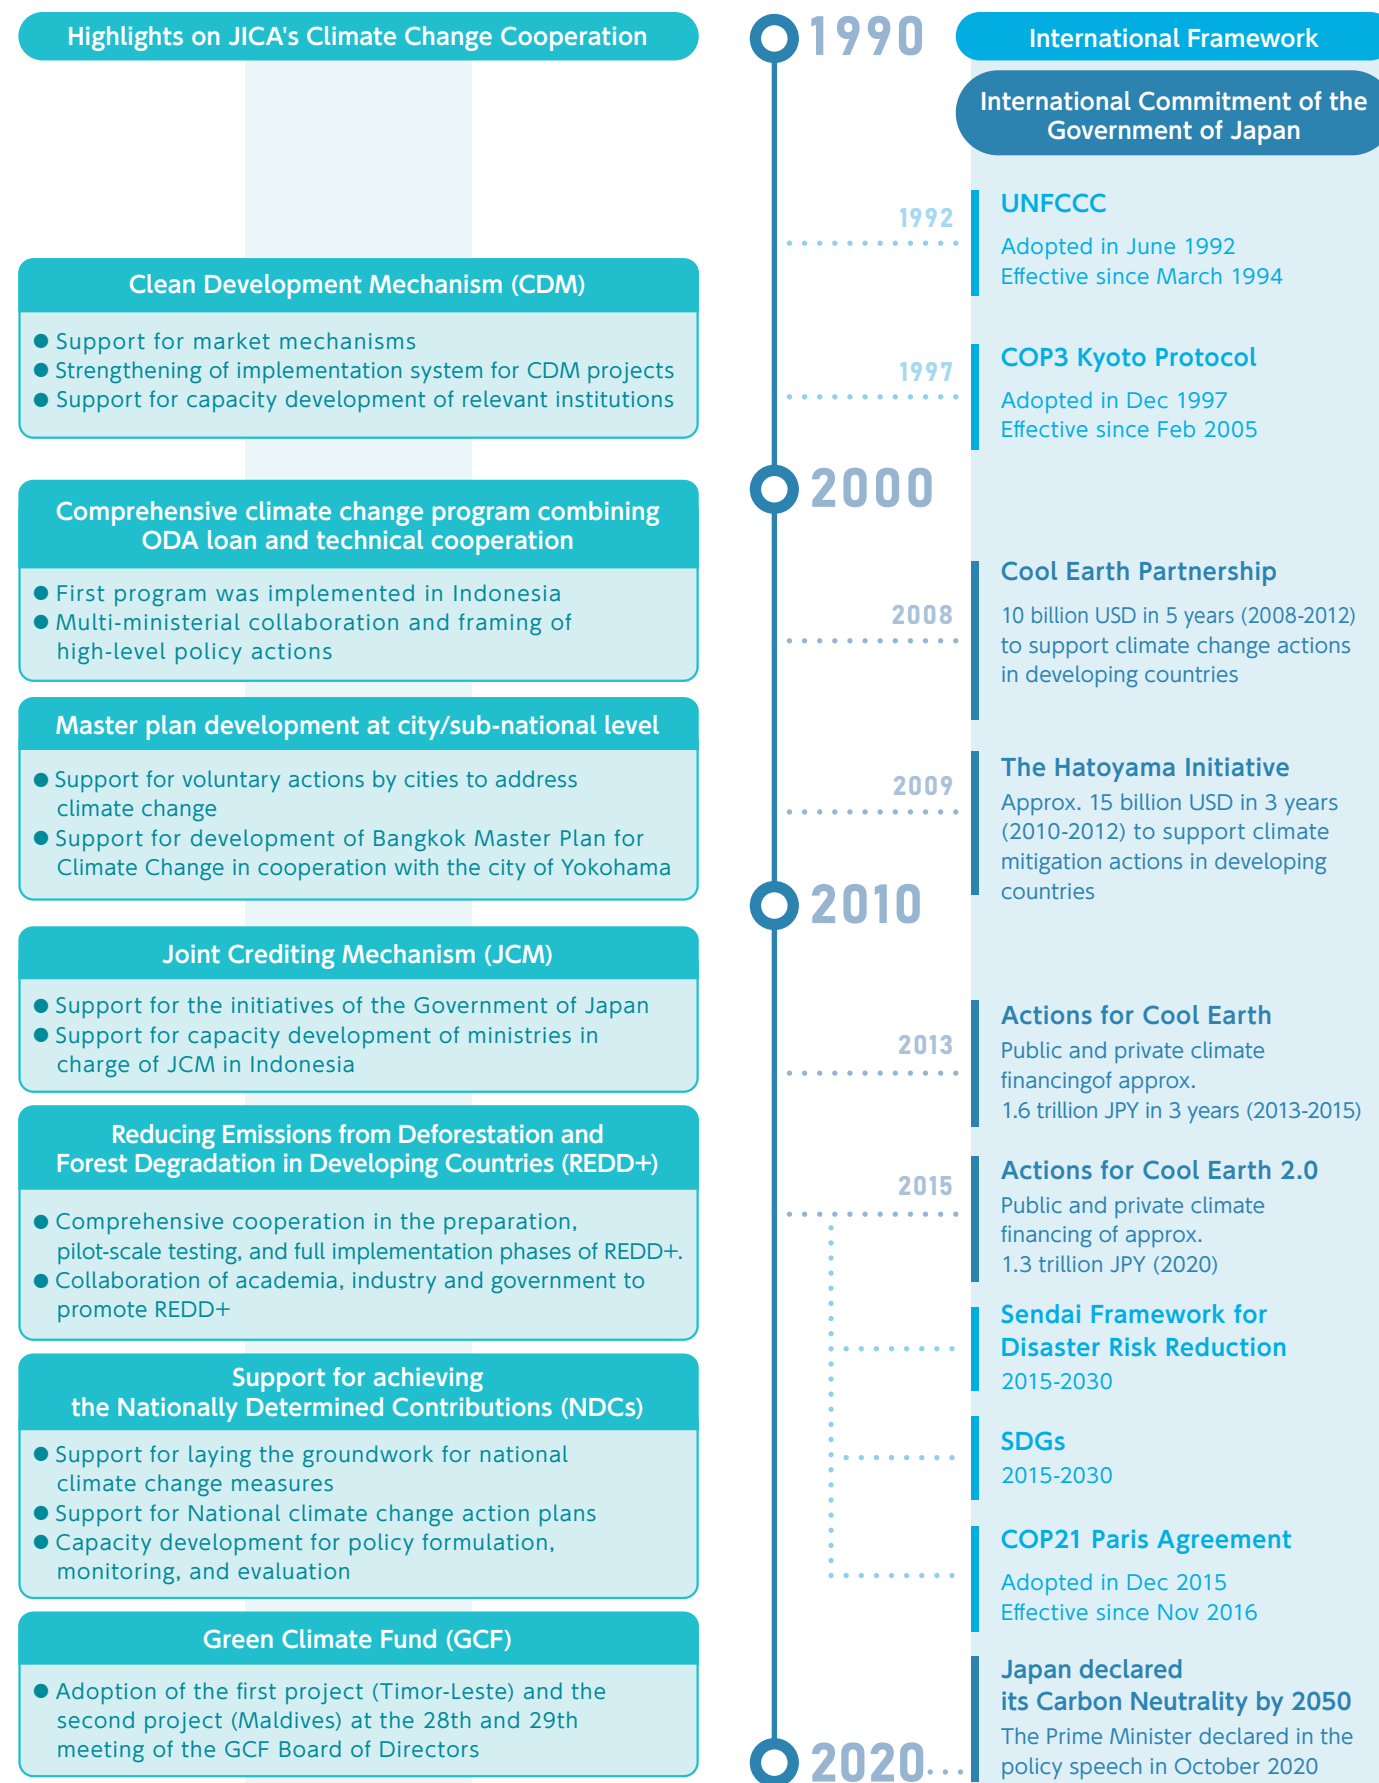 Highlights on JICA's Climate Change Cooperation
Clean Development Mechanism (CDM)
● Support for market mechanisms
● Strengthening of implementation system for CDM projects
● Support for capacity development of relevant institutions
Comprehensive climate change program combining
ODA loan and technical cooperation
● First program was implemented in Indonesia
● Multi-ministerial collaboration and framing of
high-level policy actions
Master plan development at city/sub-national level
● Support for voluntary actions by cities to address
climate change
● Support for development of Bangkok Master Plan for
Climate Change in cooperation with the city of Yokohama
Joint Crediting Mechanism (JCM)
● Support for the initiatives of the Government of Japan
● Support for capacity development of ministries in
charge of JCM in Indonesia
Reducing Emissions from Deforestation and
Forest Degradation in Developing Countries (REDD+)
● Comprehensive cooperation in the preparation,
pilot-scale testing, and full implementation phases of REDD+.
● Collaboration of academia, industry and government to
promote REDD+
Support for achieving
the Nationally Determined Contributions (NDCs)
● Support for laying the groundwork for national
climate change measures
● Support for National climate change action plans
● Capacity development for policy formulation,
monitoring, and evaluation
Green Climate Fund (GCF)
● Adoption of the first project (Timor-Leste) and the
second project (Maldives) at the 28th and 29th
meeting of the GCF Board of Directors
1990
International Framework
International Commitment of the
Government of Japan
1992
UNFCCC
Adopted in June 1992
Effective since March 1994
1997
COP3 Kyoto Protocol
Adopted in Dec 1997
Effective since Feb 2005
2000
2008
Cool Earth Partnership
10 billion USD in 5 years (2008-2012)
to support climate change actions
in developing countries
2009
The Hatoyama Initiative
Approx. 15 billion USD in 3 years
(2010-2012) to support climate
mitigation actions in developing
countries
2010
2013
Actions for Cool Earth
Public and private climate
financingof approx.
1.6 trillion JPY in 3 years (2013-2015)
2015
Actions for Cool Earth 2.0
Public and private climate
financing of approx.
1.3 trillion JPY (2020)
Sendai Framework for
Disaster Risk Reduction
2015-2030
SDGs
2015-2030
COP21 Paris Agreement
Adopted in Dec 2015
Effective since Nov 2016
2020
Japan declared
its Carbon Neutrality by 2050
The Prime Minister declared in the
policy speech in October 2020